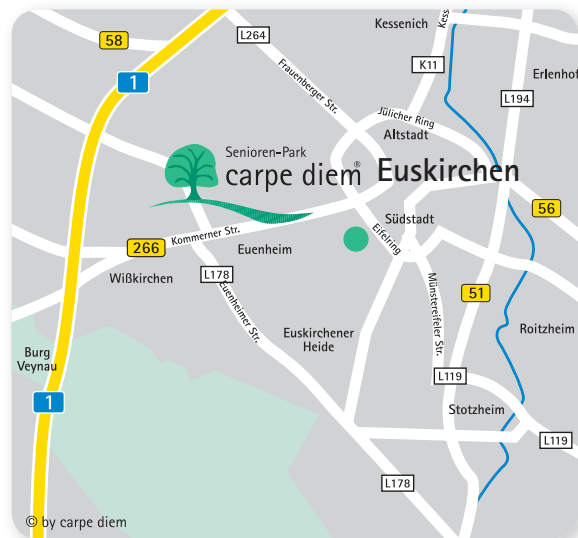 Kessenich
Kess
58
L264
K11
1
Frauenberger Str.
Erlenhof
L194
Jülicher Ring
Altstadt
Senioren-Park
carpe diem®
Euskirchen
56
Südstadt
Kommerner Str.
Eifelring
266
Euenheim
Wißkirchen
L178
Euenheimer Str.
Münstereifeler Str.
51
Euskirchener
Heide
Roitzheim
Burg
Veynau
L119
1
Stotzheim
L119
L178
© by carpe diem